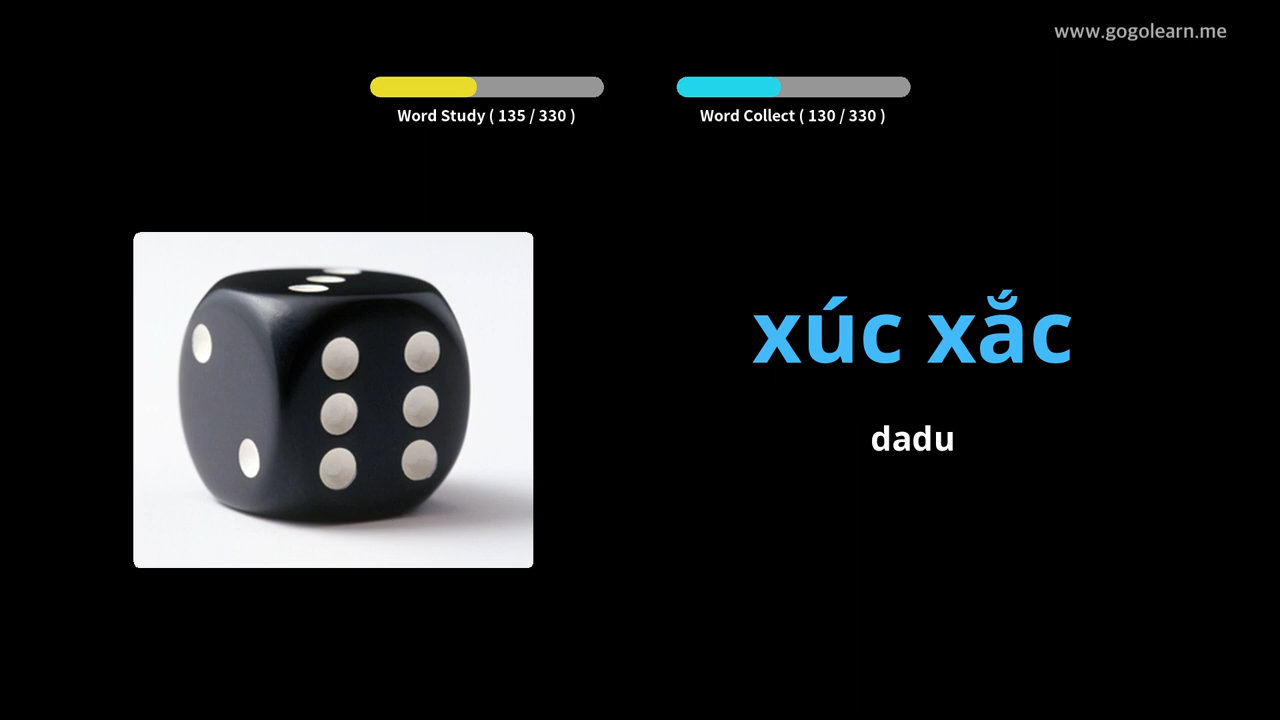 www.gogolearn.me
Word Study ( 135 / 330 )
Word Collect ( 130 / 330 )
xúc xắc
dadu